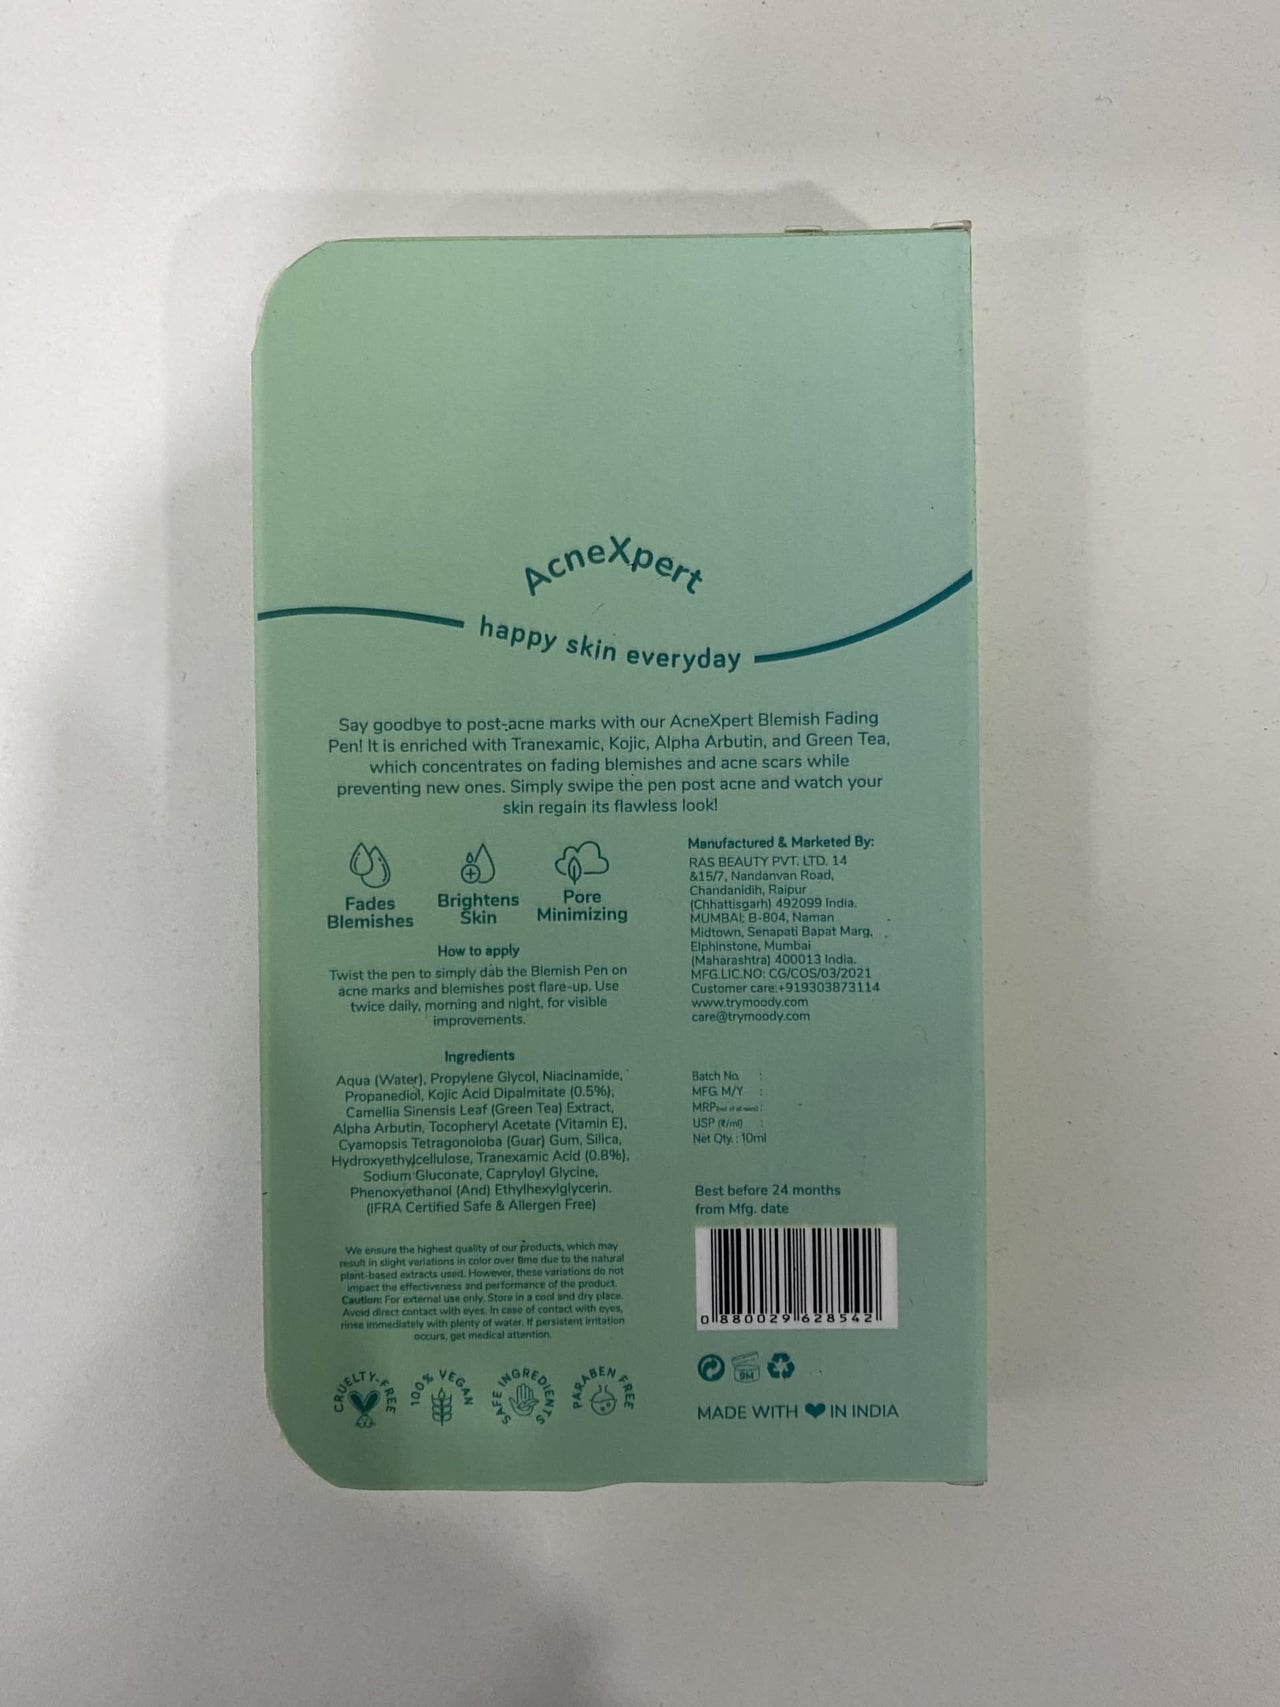 AcneXpert
happy skin everyday
Say goodbye to post-acne marks with our AcneXpert Blemish Fading
Pen! It is enriched with Tranexamic, Kojic, Alpha Arbutin, and Green Tea,
which concentrates on fading blemishes and acne scars while
preventing new ones. Simply swipe the pen post acne and watch your
skin regain its flawless look!
Fades
Blemishes
Brightens
Skin
Pore
Minimizing
How to apply
Twist the pen to simply dab the Blemish Pen on
acne marks and blemishes post flare-up. Use
twice daily, morning and night, for visible
improvements.
Ingredients
Aqua (Water), Propylene Glycol, Niacinamide,
Propanediol, Kojic Acid Dipalmitate (0.5%),
Camellia Sinensis Leaf (Green Tea) Extract,
Alpha Arbutin, Tocopheryl Acetate (Vitamin E),
Cyamopsis Tetragonoloba (Guar) Gum, Silica,
Hydroxyethylcellulose, Tranexamic Acid (0.8%),
Sodium Gluconate, Capryloyl Glycine,
Phenoxyethanol (And) Ethylhexylglycerin.
(IFRA Certified Safe & Allergen Free)
We ensure the highest quality of our products, which may
result in slight variations in color over time due to the natural
plant-based extracts used. However, these variations do not
impact the effectiveness and performance of the product.
Caution: For external use only. Store in a cool and dry place.
Avoid direct contact with eyes. In case of contact with eyes,
rinse immediately with plenty of water. If persistent irritation
occurs, get medical attention.
CRUELTY-FREE
100% VEGAN
SAFE INGREDIENTS
PARABEN FREE
Manufactured & Marketed By:
RAS BEAUTY PVT. LTD. 14
&15/7, Nandanvan Road,
Chandanidih, Raipur
(Chhattisgarh) 492099 India.
MUMBAI: B-804, Naman
Midtown, Senapati Bapat Marg,
Elphinstone, Mumbai
(Maharashtra) 400013 India.
MFG.LIC.NO: CG/COS/03/2021
Customer care:+919303873114
www.trymoody.com
care@trymoody.com
Batch No. :
MFG. M/Y :
MRP :
USP (₹/ml) :
Net Qty. : 10ml
Best before 24 months
from Mfg. date
0 880029 628542
9M
MADE WITH ♥ IN INDIA